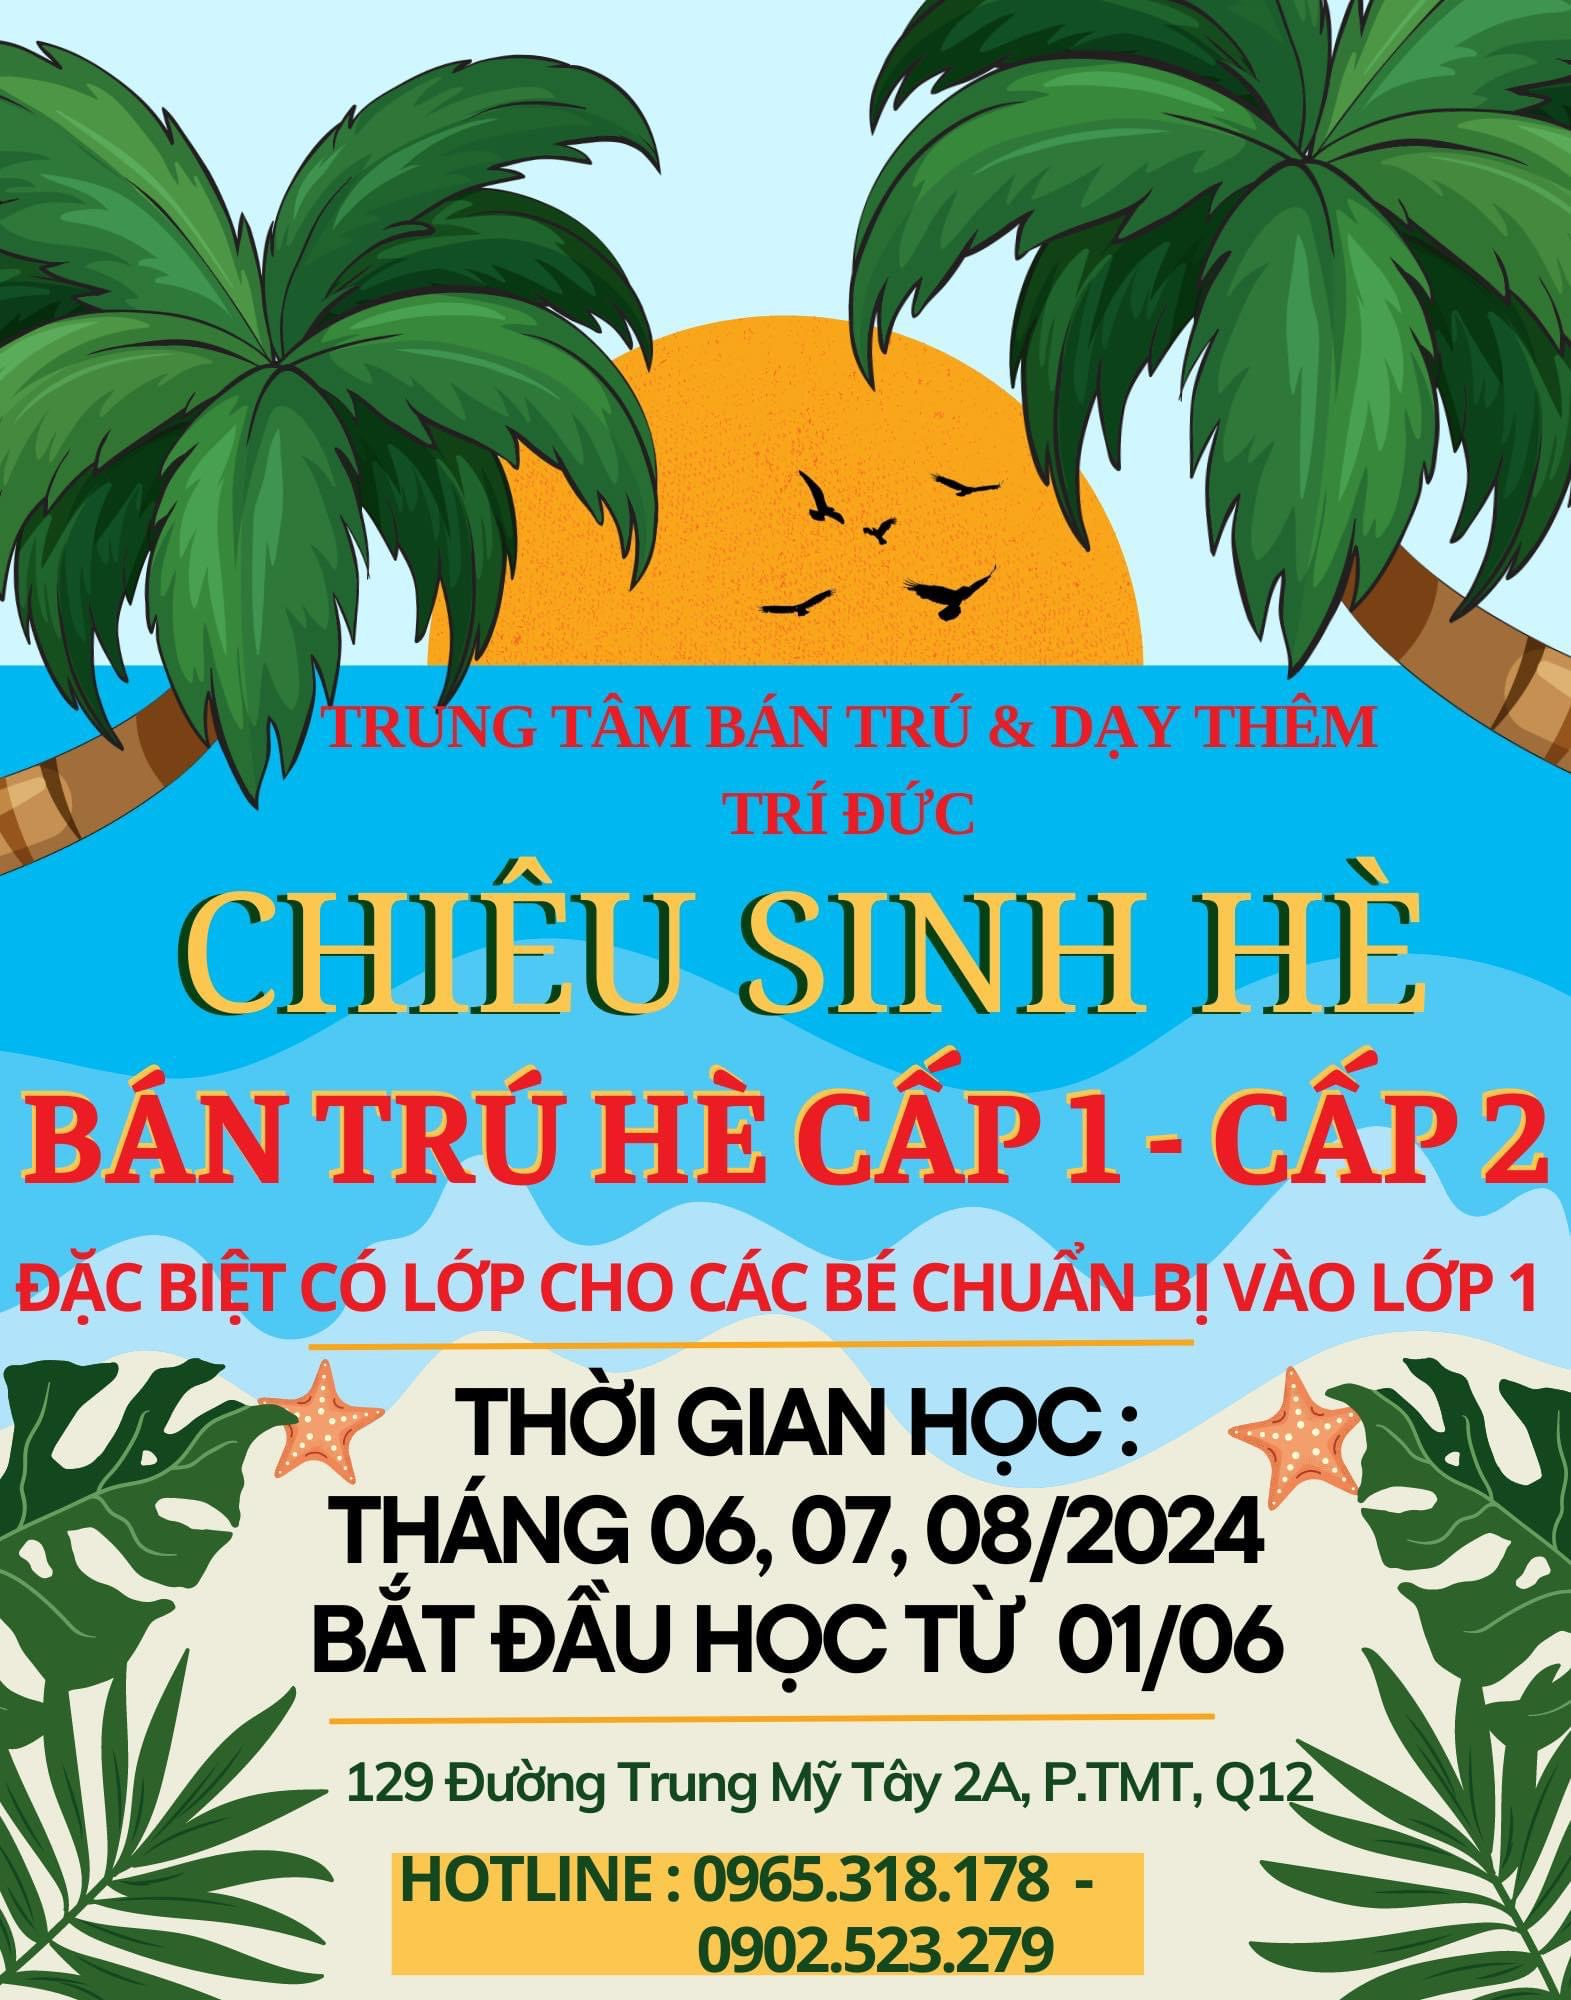 TRUNG TÂM BÁN TRÚ & DẠY THÊM
TRÍ ĐỨC
CHIÊU SINH HÈ
BÁN TRÚ HÈ CẤP 1 - CẤP 2
ĐẶC BIỆT CÓ LỚP CHO CÁC BÉ CHUẨN BỊ VÀO LỚP 1
THỜI GIAN HỌC :
THÁNG 06, 07, 08/2024
BẮT ĐẦU HỌC TỪ 01/06
129 Đường Trung Mỹ Tây 2A, P.TMT, Q12
HOTLINE : 0965.318.178 -
0902.523.279